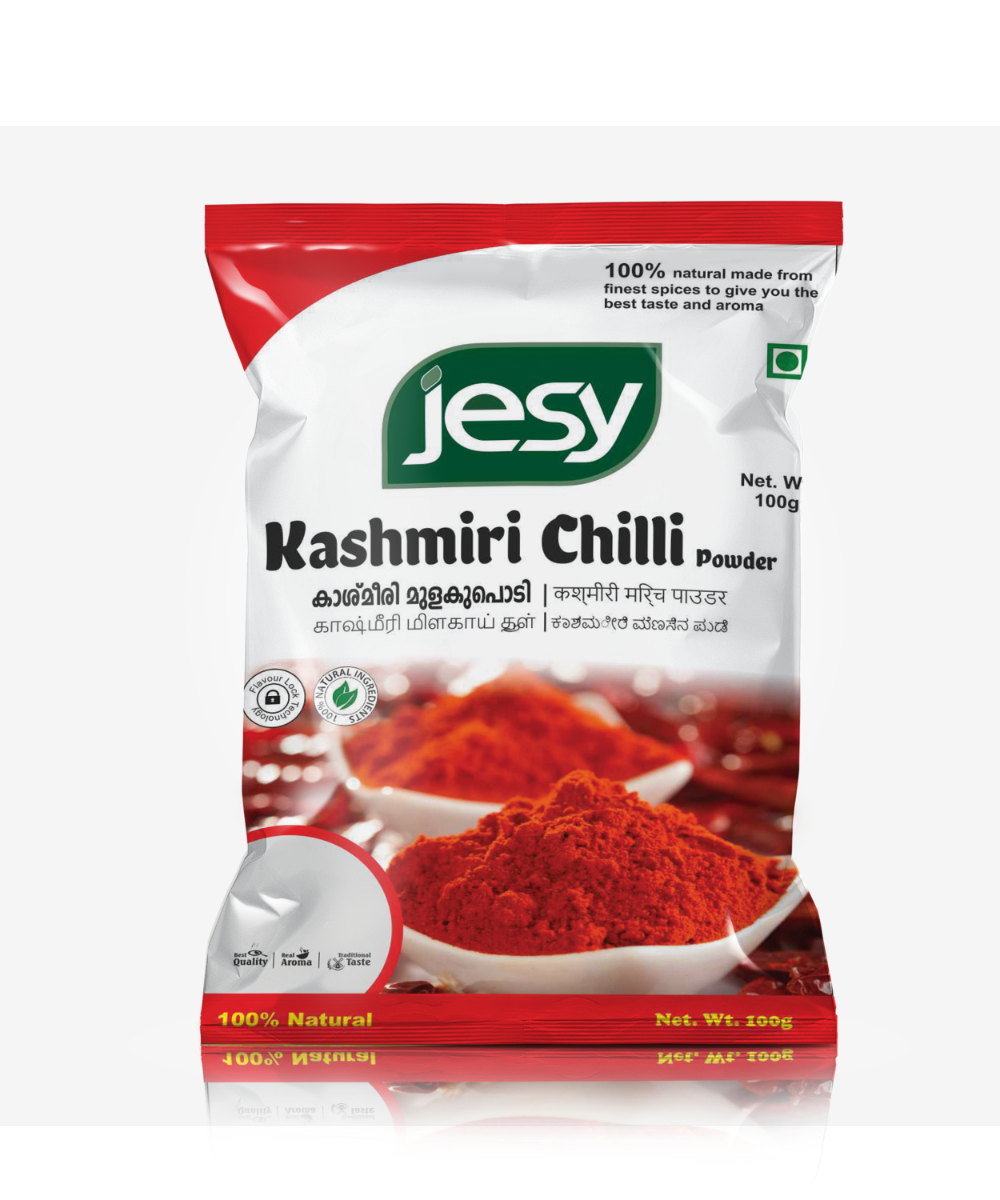 100% natural made from
finest spices to give you the
best taste and aroma
jesy
Net. W
100g
Kashmiri Chilli Powder
കാശ്മീരി മുളകുപൊടി | कश्मीरी मरि्च पाउडर
காஷ்மீரி மிளகாய் தூள் | ಕಾಶಮೀರಿ ಮೆಣಸಿನ ಪುಡಿ
Flavour Lock Technology
100% NATURAL INGREDIENTS
Best Quality | Real Aroma | Traditional Taste
100% Natural
Net. Wt. 100g